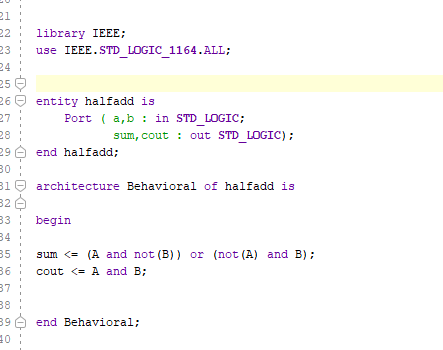 21
22 library IEEE;
23 use IEEE.STD_LOGIC_1164.ALL;
24
25
26 entity halfadd is
27 Port ( a,b : in STD_LOGIC;
28 sum,cout : out STD_LOGIC);
29 end halfadd;
30
31 architecture Behavioral of halfadd is
32
33 begin
34
35 sum <= (A and not(B)) or (not(A) and B);
36 cout <= A and B;
37
38
39 end Behavioral;
40